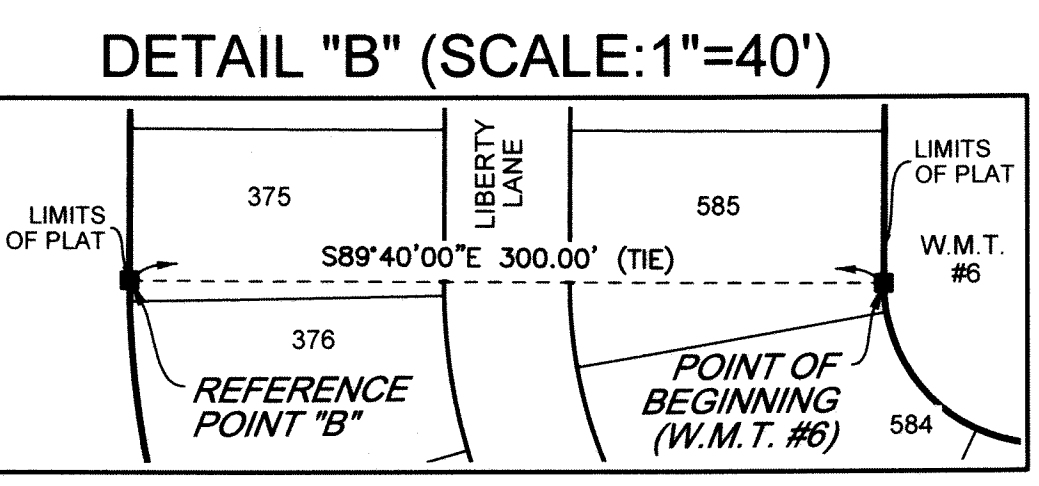 DETAIL "B" (SCALE:1"=40')
LIMITS
OF PLAT
375
LIBERTY
LANE
585
LIMITS
OF PLAT
W.M.T.
#6
S89°40'00"E 300.00' (TIE)
376
REFERENCE
POINT "B"
POINT OF
BEGINNING
(W.M.T. #6)
584